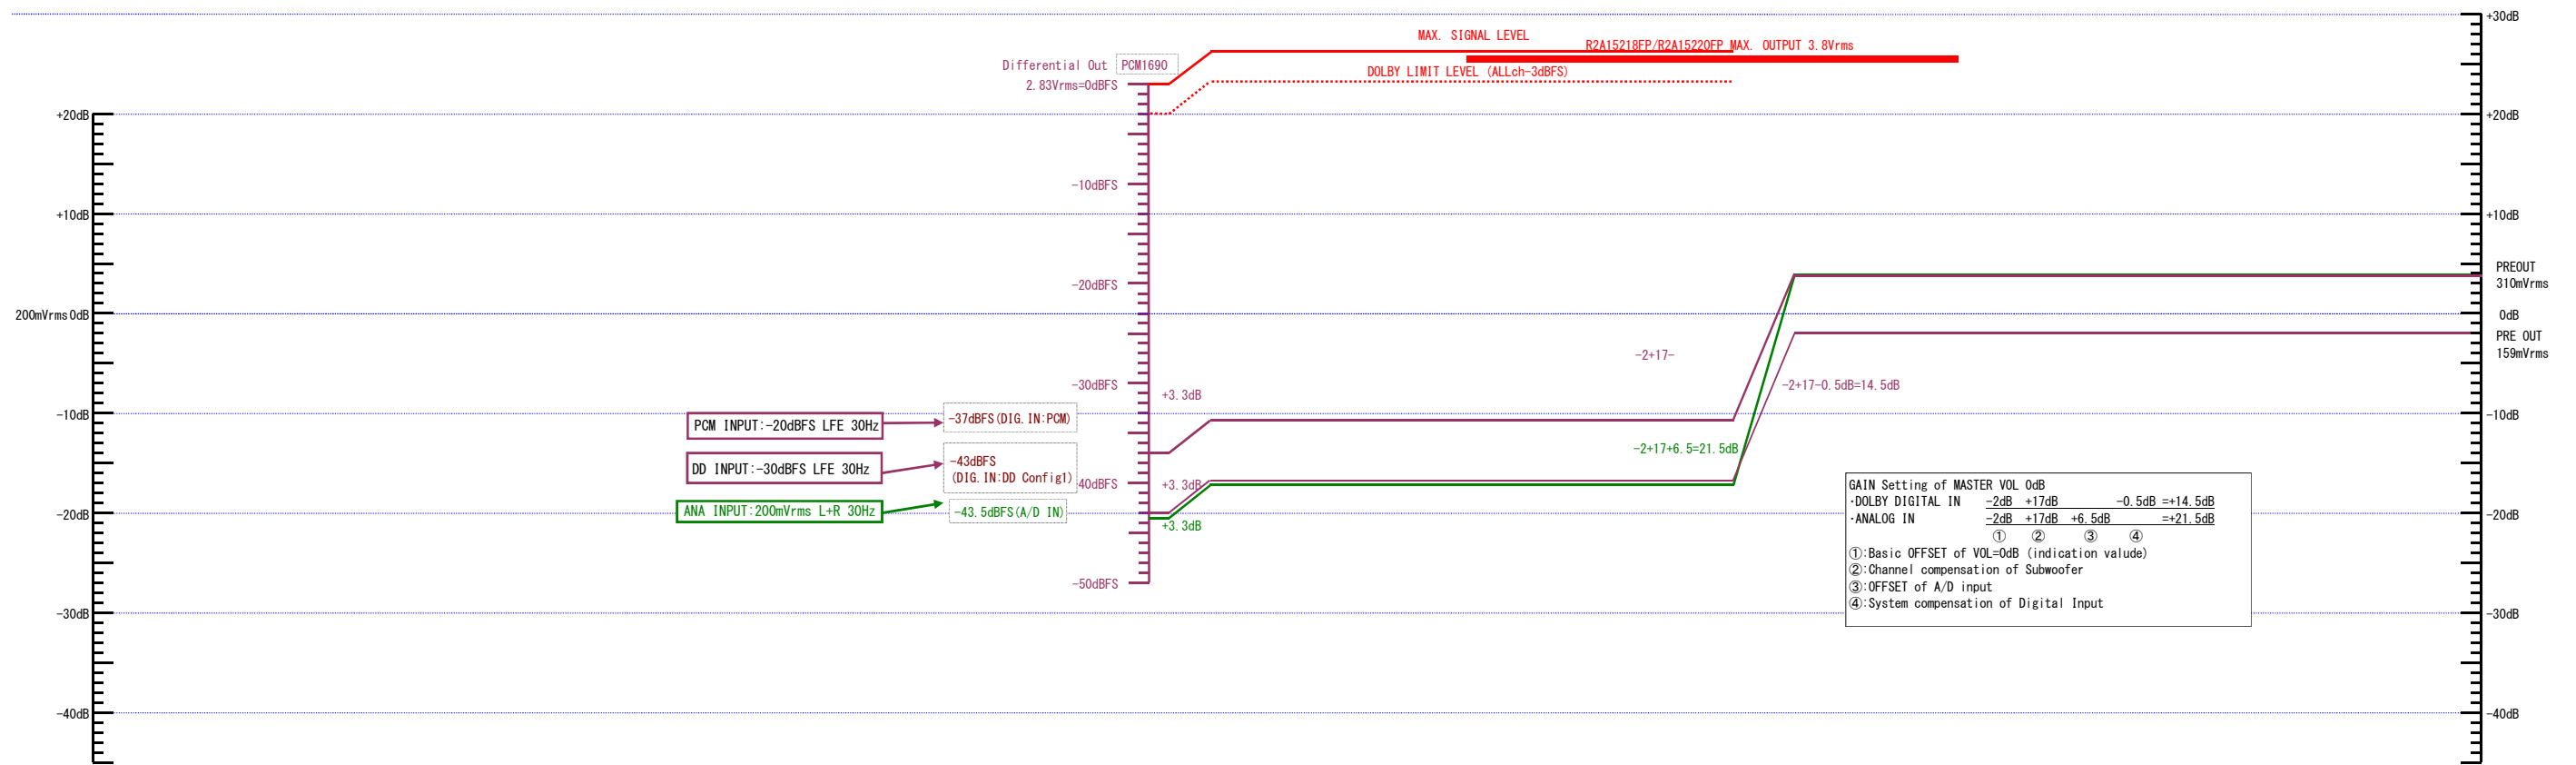 +30dB
MAX. SIGNAL LEVEL
R2A15218FP/R2A15220FP MAX. OUTPUT 3.8Vrms
Differential Out PCM1690
DOLBY LIMIT LEVEL (ALLch-3dBFS)
2.83Vrms=0dBFS
+20dB
+20dB
-10dBFS
+10dB
+10dB
PREOUT
310mVrms
-20dBFS
200mVrms 0dB
0dB
PRE OUT
159mVrms
-2+17-
-30dBFS
-2+17-0.5dB=14.5dB
+3.3dB
-10dB
-10dB
PCM INPUT:-20dBFS LFE 30Hz
-37dBFS(DIG.IN:PCM)
-2+17+6.5=21.5dB
DD INPUT:-30dBFS LFE 30Hz
-43dBFS
(DIG.IN:DD Config1)
40dBFS
+3.3dB
ANA INPUT:200mVrms L+R 30Hz
-43.5dBFS(A/D IN)
+3.3dB
-20dB
-20dB
GAIN Setting of MASTER VOL 0dB
·DOLBY DIGITAL IN -2dB +17dB -0.5dB =+14.5dB
·ANALOG IN -2dB +17dB +6.5dB =+21.5dB
① ② ③ ④
①:Basic OFFSET of VOL=0dB (indication valude)
②:Channel compensation of Subwoofer
③:OFFSET of A/D input
④:System compensation of Digital Input
-50dBFS
-30dB
-30dB
-40dB
-40dB